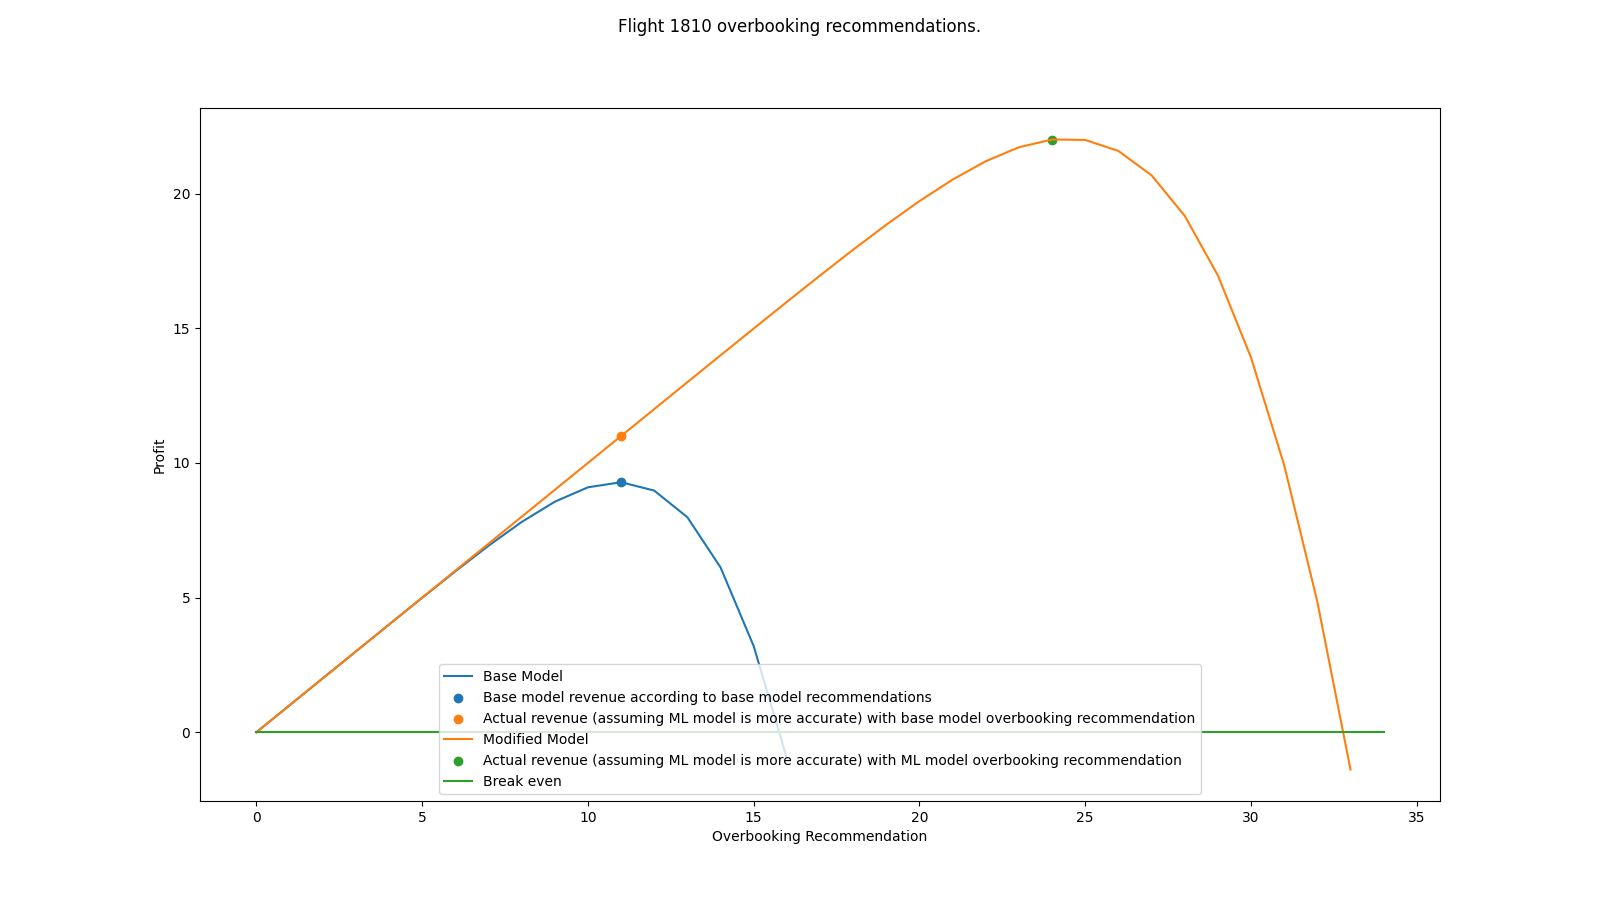 Flight 1810 overbooking recommendations.
Profit
20
15
10
5
0
Base Model
Base model revenue according to base model recommendations
Actual revenue (assuming ML model is more accurate) with base model overbooking recommendation
Modified Model
Actual revenue (assuming ML model is more accurate) with ML model overbooking recommendation
Break even
0 5 10 15 20 25 30 35
Overbooking Recommendation